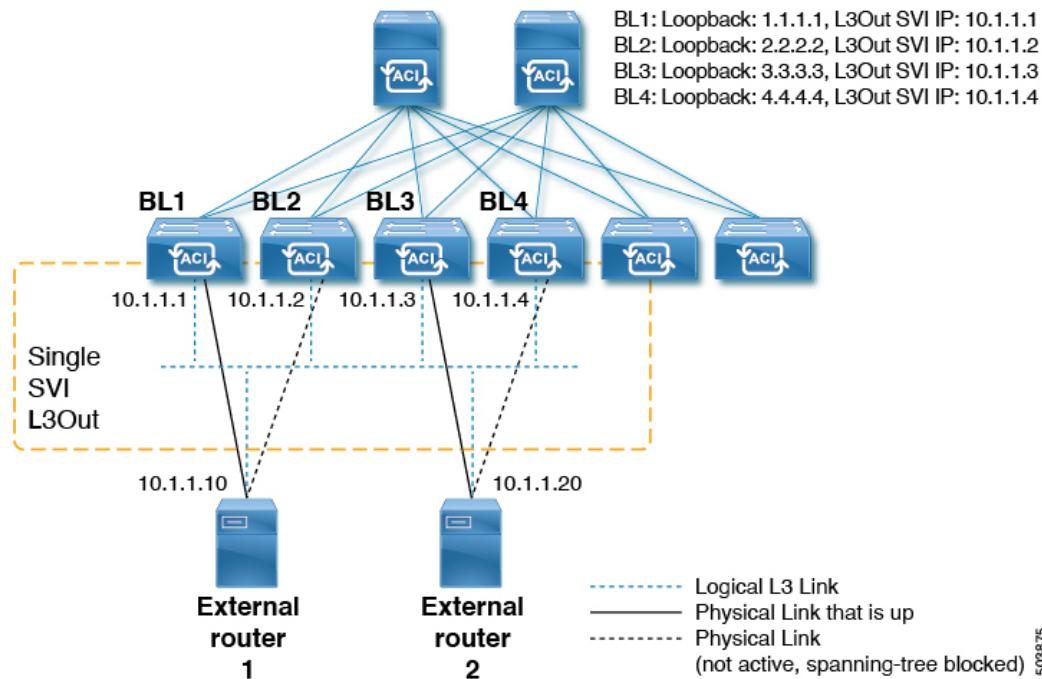 BL1: Loopback: 1.1.1.1, L3Out SVI IP: 10.1.1.1
BL2: Loopback: 2.2.2.2, L3Out SVI IP: 10.1.1.2
BL3: Loopback: 3.3.3.3, L3Out SVI IP: 10.1.1.3
BL4: Loopback: 4.4.4.4, L3Out SVI IP: 10.1.1.4
ACI
ACI
BL1
BL2
BL3
BL4
ACI
ACI
ACI
ACI
ACI
ACI
10.1.1.1
10.1.1.2
10.1.1.3
10.1.1.4
Single
SVI
L3Out
10.1.1.10
10.1.1.20
External
router
1
External
router
2
Logical L3 Link
Physical Link that is up
Physical Link
(not active, spanning-tree blocked)
503875